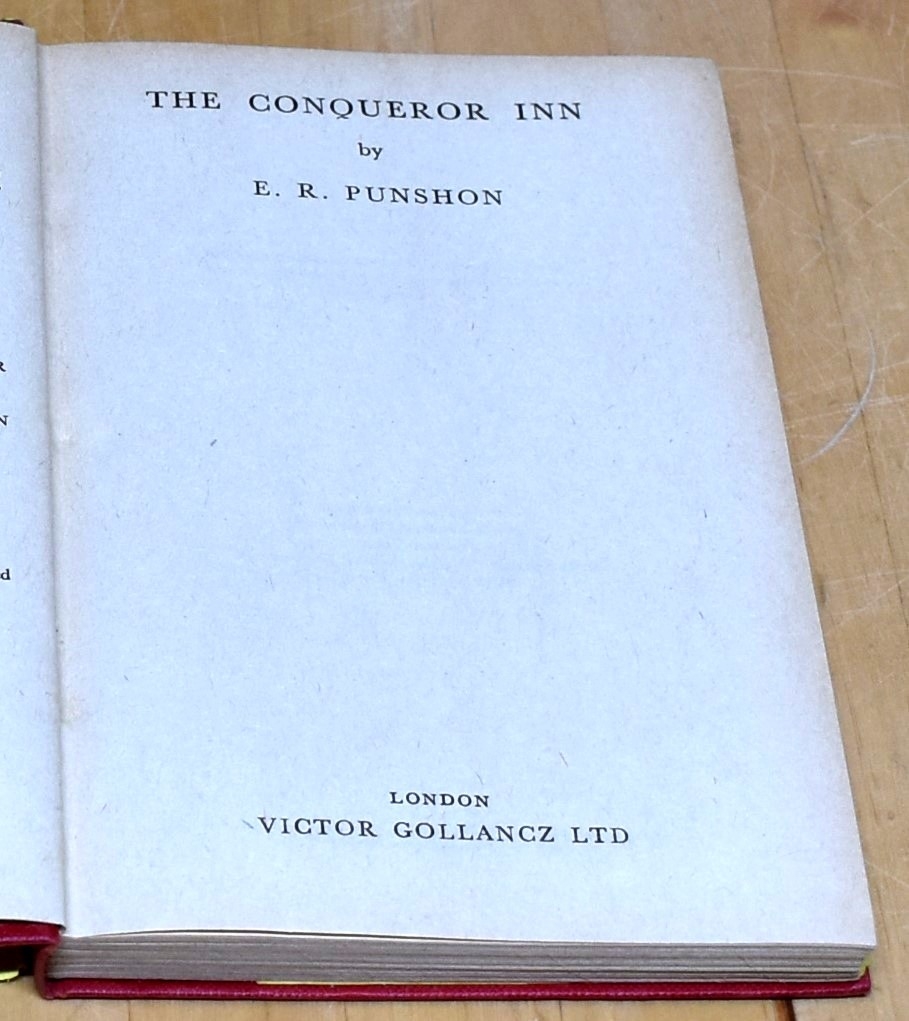 THE CONQUEROR INN
by
E. R. PUNSHON
LONDON
VICTOR GOLLANCZ LTD